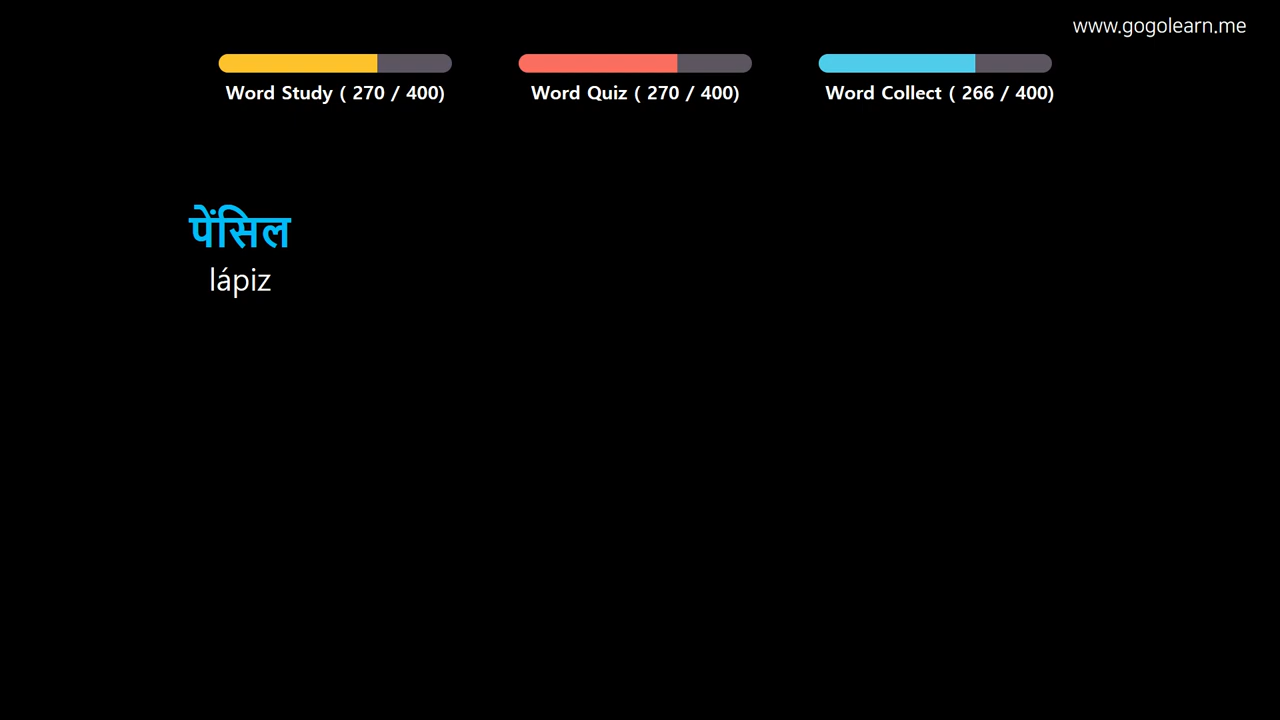 www.gogolearn.me
Word Study ( 270 / 400)
Word Quiz ( 270 / 400)
Word Collect ( 266 / 400)
पेंसिल
lápiz